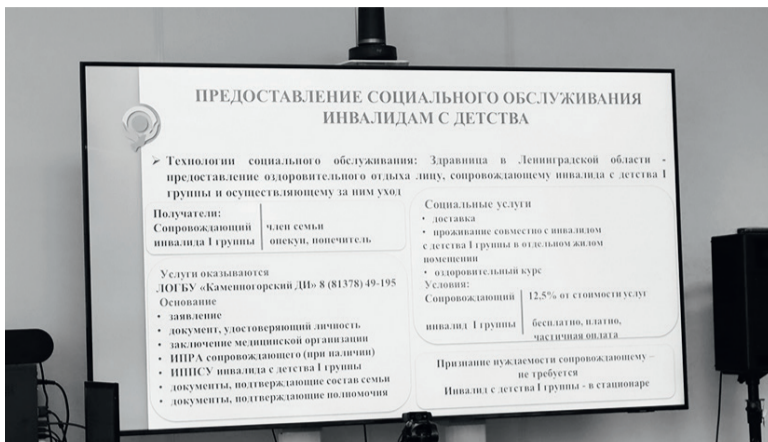 ПРЕДОСТАВЛЕНИЕ СОЦИАЛЬНОГО ОБСЛУЖИВАНИЯ
ИНВАЛИДАМ С ДЕТСТВА
➢ Технологии социального обслуживания: Здравница в Ленинградской области -
предоставление оздоровительного отдыха лицу, сопровождающему инвалида с детства I
группы и осуществляющему за ним уход
Получатели:
Сопровождающий член семьи
инвалида I группы опекун, попечитель
Услуги оказываются
ЛОГБУ «Каменногорский ДИ» 8 (81378) 49-195
Основание
• заявление
• документ, удостоверяющий личность
• заключение медицинской организации
• ИПРА сопровождающего (при наличии)
• ИППСУ инвалида с детства I группы
• документы, подтверждающие состав семьи
• документы, подтверждающие полномочия
Социальные услуги
• доставка
• проживание совместно с инвалидом
с детства I группы в отдельном жилом
помещении
• оздоровительный курс
Условия:
Сопровождающий 12,5% от стоимости услуг
инвалид I группы бесплатно, платно,
частичная оплата
Признание нуждаемости сопровождающему –
не требуется
Инвалид с детства I группы - в стационаре